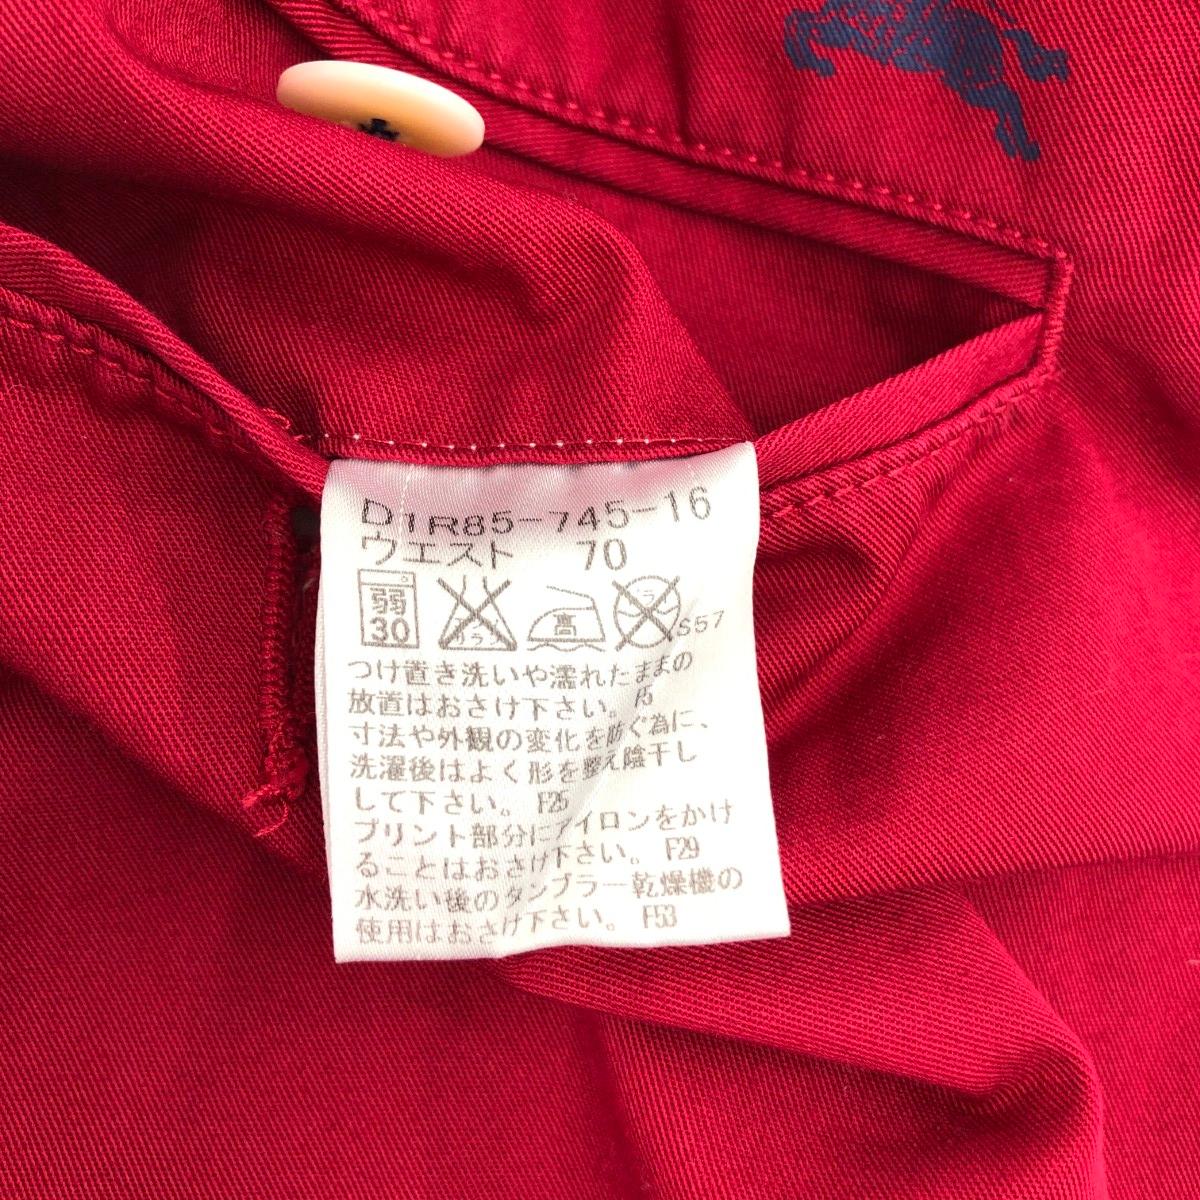 D1R85-745-16
ウエスト 70
弱
30
高
S57
つけ置き洗いや濡れたままの
放置はおさけ下さい。 F5
寸法や外観の変化を防ぐ為に、
洗濯後はよく形を整え陰干し
して下さい。 F25
プリント部分にアイロンをかけ
ることはおさけ下さい。 F29
水洗い後のタンブラー乾燥機の
使用はおさけ下さい。 F53